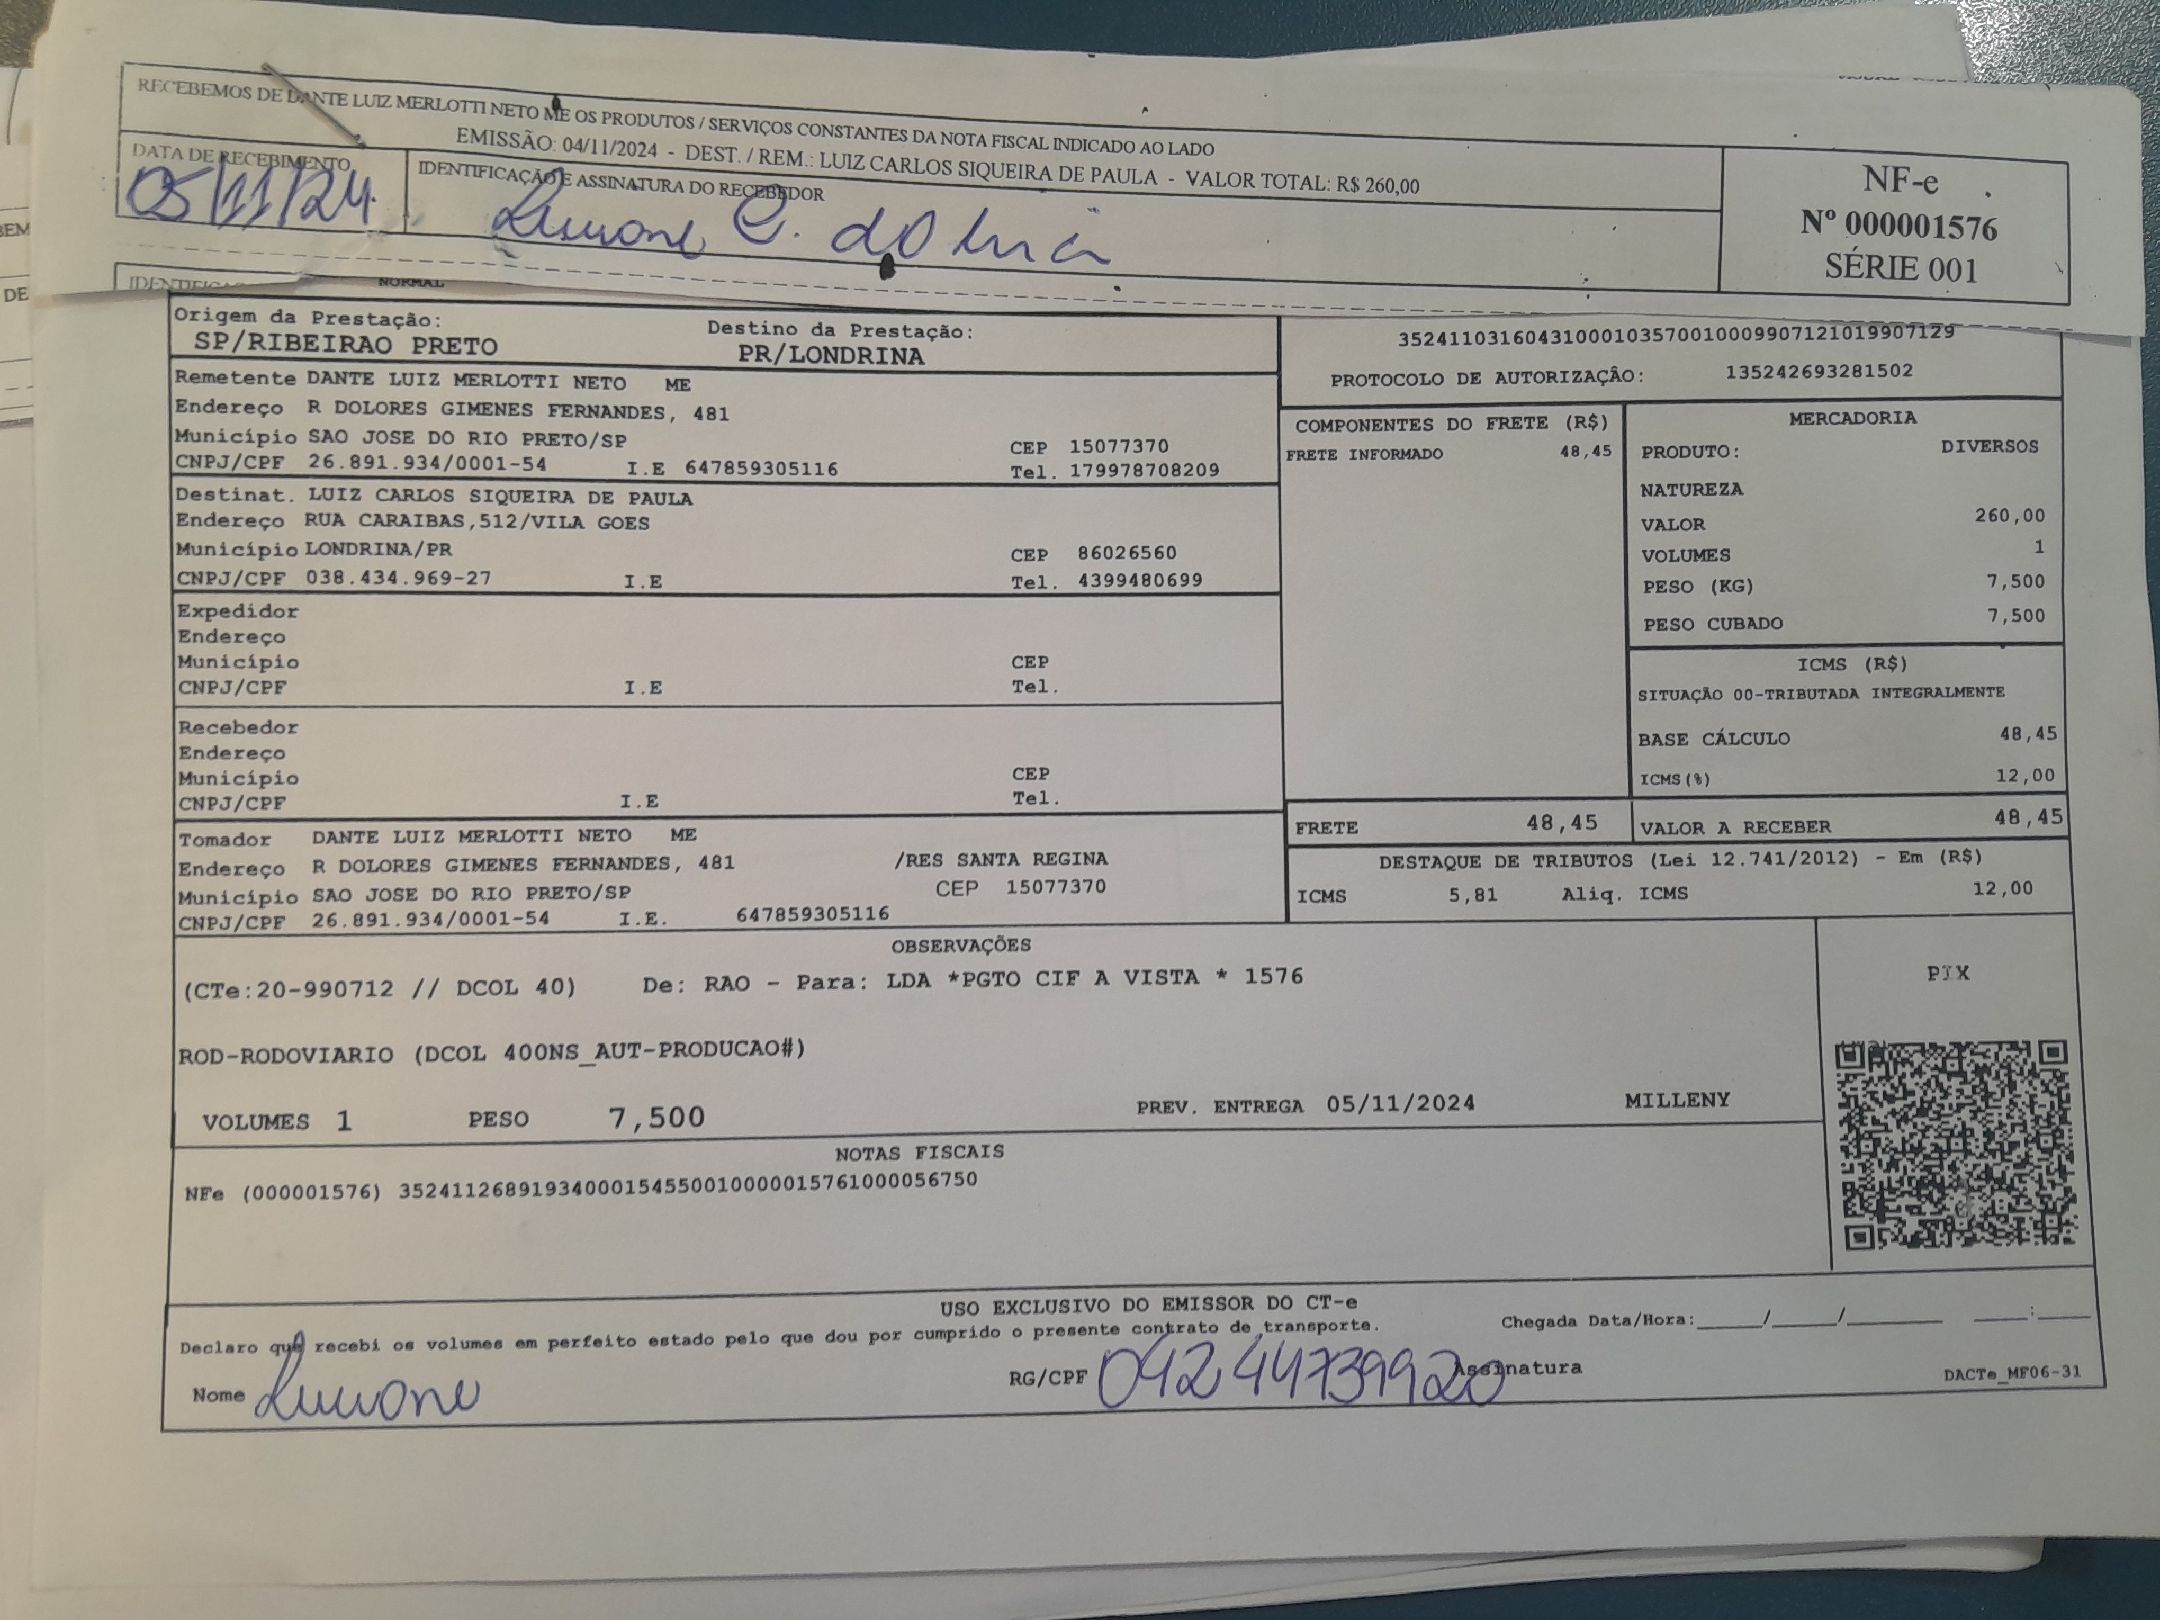 RECEBEMOS DE DANTE LUIZ MERLOTTI NETO ME OS PRODUTOS / SERVIÇOS CONSTANTES DA NOTA FISCAL INDICADO AO LADO
EMISSÃO: 04/11/2024 - DEST. / REM.: LUIZ CARLOS SIQUEIRA DE PAULA - VALOR TOTAL: R$ 260,00
DATA DE RECEBIMENTO
05/11/24
IDENTIFICAÇÃO E ASSINATURA DO RECEBEDOR
NF-e
Nº 000001576
SÉRIE 001
NORMAL
Origem da Prestação:
SP/RIBEIRAO PRETO
Destino da Prestação:
PR/LONDRINA
35241103160431000103570010009907121019907129
PROTOCOLO DE AUTORIZAÇÂO: 135242693281502
Remetente DANTE LUIZ MERLOTTI NETO ME
Endereço R DOLORES GIMENES FERNANDES, 481
Município SAO JOSE DO RIO PRETO/SP CEP 15077370
CNPJ/CPF 26.891.934/0001-54 I.E 647859305116 Tel. 179978708209
Destinat. LUIZ CARLOS SIQUEIRA DE PAULA
Endereço RUA CARAIBAS,512/VILA GOES
Município LONDRINA/PR CEP 86026560
CNPJ/CPF 038.434.969-27 I.E Tel. 4399480699
Expedidor
Endereço
Município CEP
CNPJ/CPF I.E Tel.
Recebedor
Endereço
Município CEP
CNPJ/CPF I.E Tel.
Tomador DANTE LUIZ MERLOTTI NETO ME
Endereço R DOLORES GIMENES FERNANDES, 481 /RES SANTA REGINA
Município SAO JOSE DO RIO PRETO/SP CEP 15077370
CNPJ/CPF 26.891.934/0001-54 I.E. 647859305116
COMPONENTES DO FRETE (R$)
FRETE INFORMADO 48,45
MERCADORIA
PRODUTO: DIVERSOS
NATUREZA
VALOR 260,00
VOLUMES 1
PESO (KG) 7,500
PESO CUBADO 7,500
ICMS (R$)
SITUAÇÃO 00-TRIBUTADA INTEGRALMENTE
BASE CÁLCULO 48,45
ICMS(%) 12,00
FRETE 48,45 VALOR A RECEBER 48,45
DESTAQUE DE TRIBUTOS (Lei 12.741/2012) - Em (R$)
ICMS 5,81 Aliq. ICMS 12,00
OBSERVAÇÕES
(CTe:20-990712 // DCOL 40) De: RAO - Para: LDA *PGTO CIF A VISTA * 1576
ROD-RODOVIARIO (DCOL 400NS_AUT-PRODUCAO#)
VOLUMES 1 PESO 7,500 PREV. ENTREGA 05/11/2024 MILLENY
PIX
NOTAS FISCAIS
NFe (000001576) 35241126891934000154550010000015761000056750
USO EXCLUSIVO DO EMISSOR DO CT-e
Declaro que recebi os volumes em perfeito estado pelo que dou por cumprido o presente contrato de transporte.
Chegada Data/Hora:_____/_____/_______ ____:____
Nome
RG/CPF 04244739920 Assinatura
DACTe_MF06-31